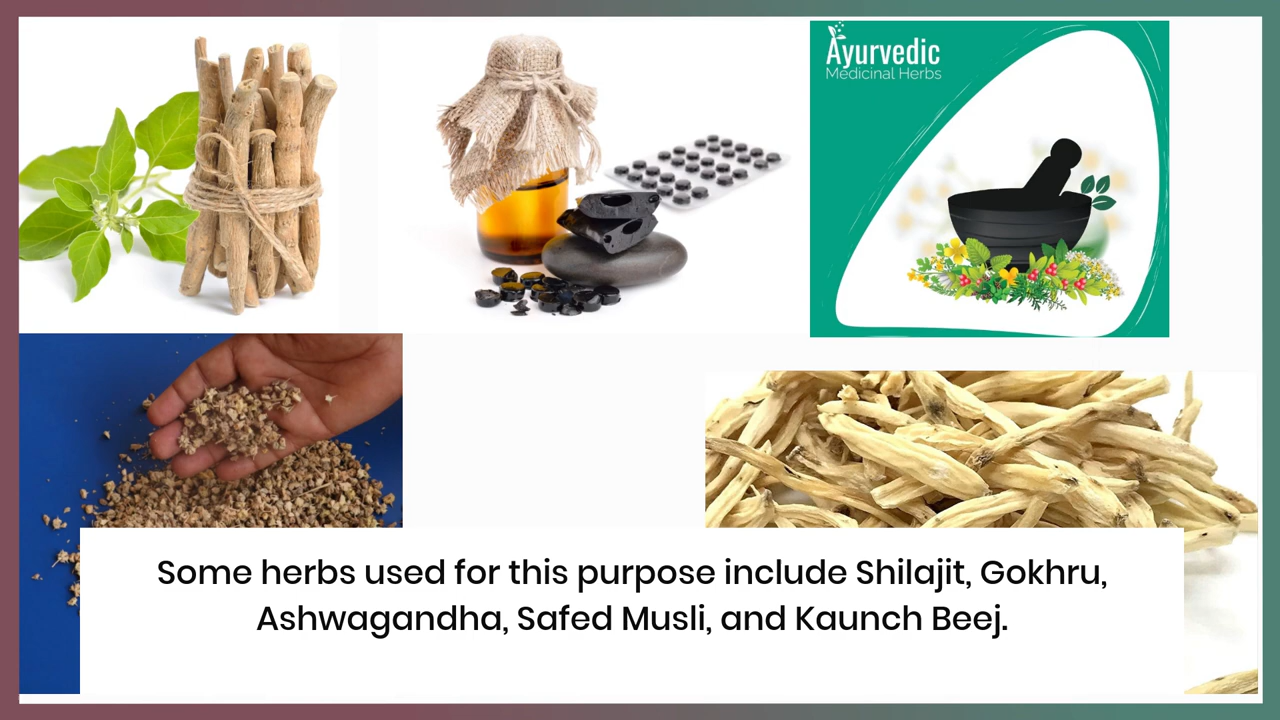 Ayurvedic
Medicinal Herbs
Some herbs used for this purpose include Shilajit, Gokhru,
Ashwagandha, Safed Musli, and Kaunch Beej.